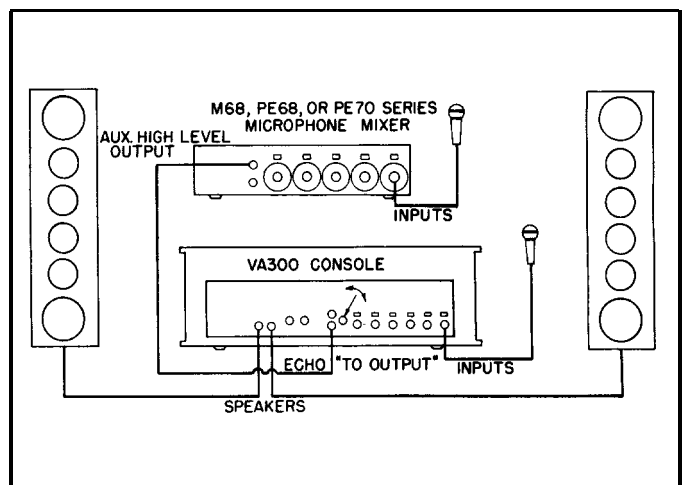 M68, PE68, OR PE70 SERIES
MICROPHONE MIXER
AUX. HIGH LEVEL
OUTPUT
INPUTS
VA300 CONSOLE
ECHO "TO OUTPUT"
INPUTS
SPEAKERS